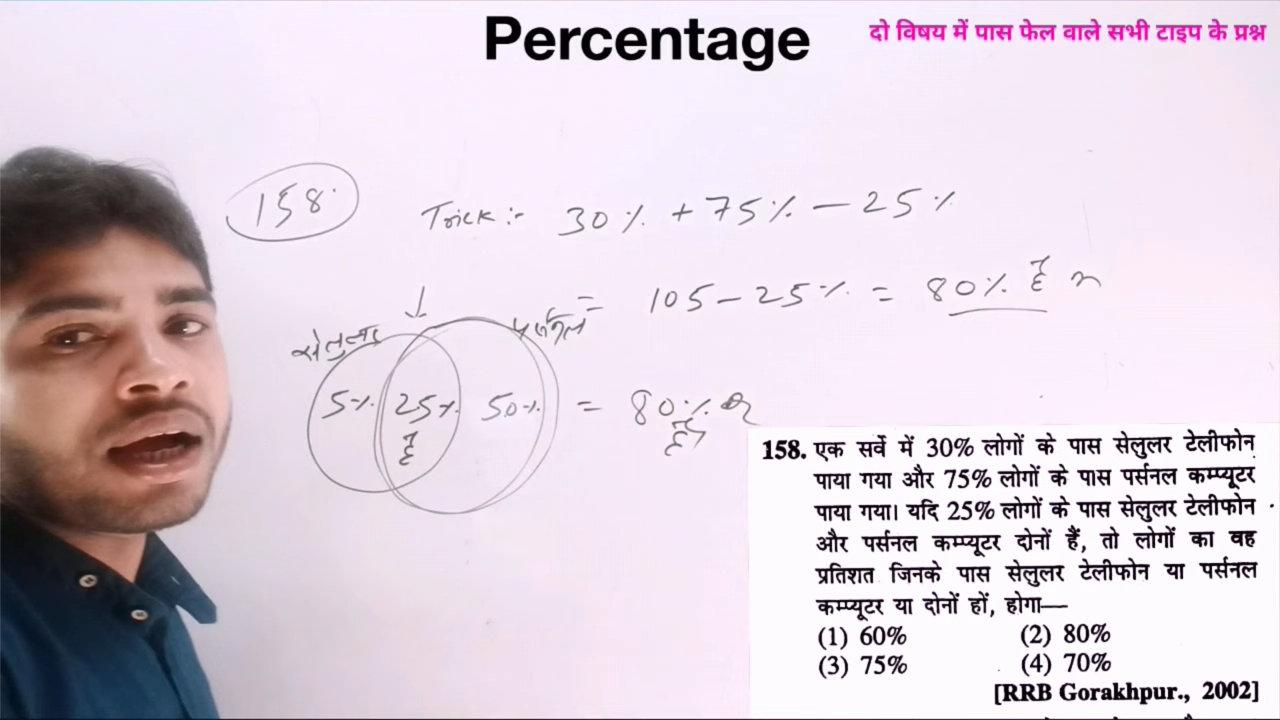 Percentage
दो विषय में पास फेल वाले सभी टाइप के प्रश्न
158.
Trick:- 30% + 75% - 25%
= 105 - 25% = 80% है
सेलुलर
5% 25% 50% = 80%
है
158. एक सर्वे में 30% लोगों के पास सेलुलर टेलीफोन
पाया गया और 75% लोगों के पास पर्सनल कम्प्यूटर
पाया गया। यदि 25% लोगों के पास सेलुलर टेलीफोन
और पर्सनल कम्प्यूटर दोनों हैं, तो लोगों का वह
प्रतिशत जिनके पास सेलुलर टेलीफोन या पर्सनल
कम्प्यूटर या दोनों हों, होगा—
(1) 60% (2) 80%
(3) 75% (4) 70%
[RRB Gorakhpur., 2002]